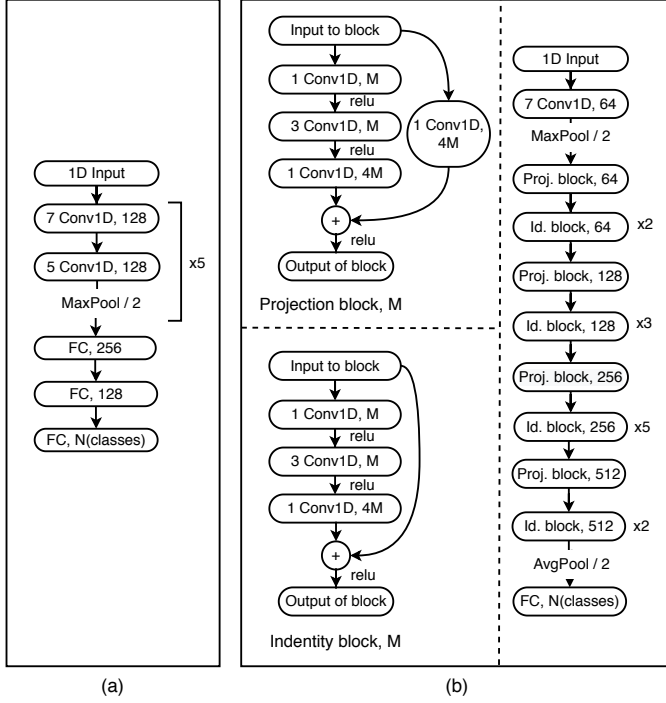 1D Input
7 Conv1D, 128
5 Conv1D, 128
MaxPool / 2
x5
FC, 256
FC, 128
FC, N(classes)
(a)
Input to block
1 Conv1D, M
relu
3 Conv1D, M
relu
1 Conv1D, 4M
1 Conv1D,
4M
+
relu
Output of block
Projection block, M
Input to block
1 Conv1D, M
relu
3 Conv1D, M
relu
1 Conv1D, 4M
+
relu
Output of block
Indentity block, M
1D Input
7 Conv1D, 64
MaxPool / 2
Proj. block, 64
Id. block, 64 x2
Proj. block, 128
Id. block, 128 x3
Proj. block, 256
Id. block, 256 x5
Proj. block, 512
Id. block, 512 x2
AvgPool / 2
FC, N(classes)
(b)